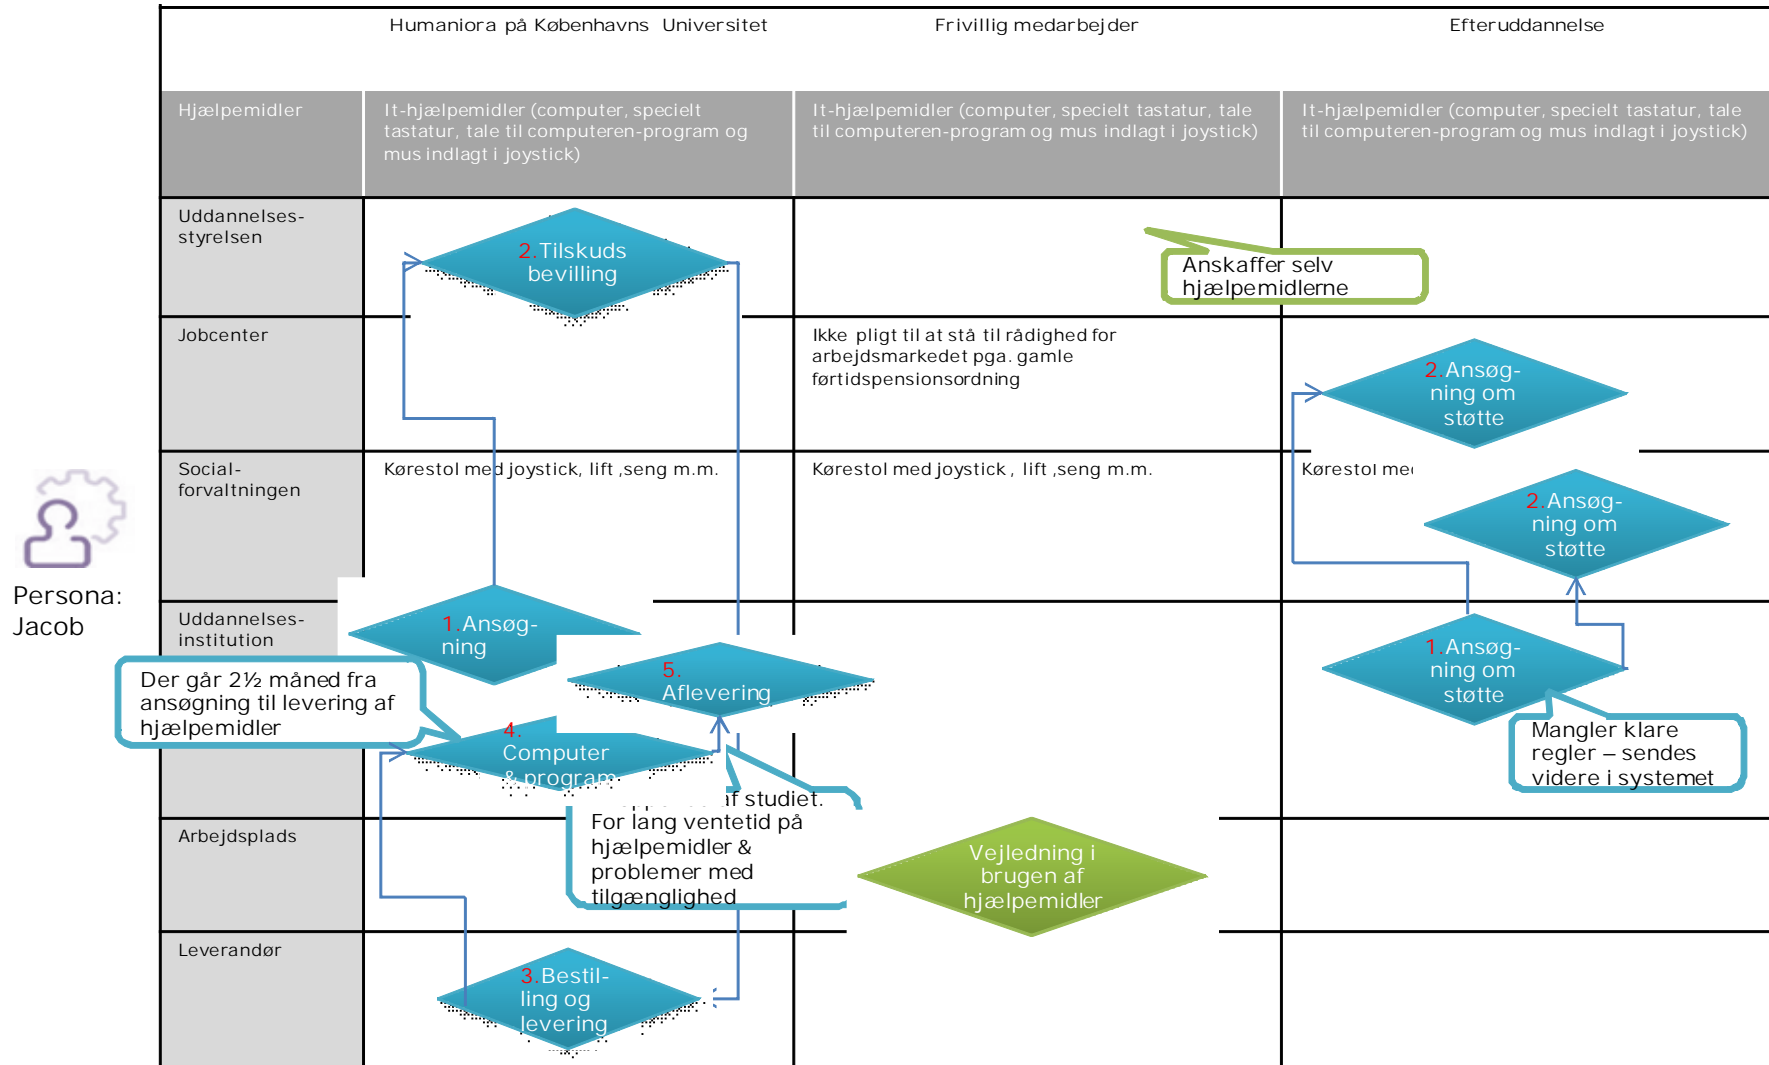 Humaniora på Københavns Universitet
Frivillig medarbejder
Efteruddannelse
Hjælpemidler
It-hjælpemidler (computer, specielt
tastatur, tale til computeren-program og
mus indlagt i joystick)
It-hjælpemidler (computer, specielt tastatur, tale
til computeren-program og mus indlagt i joystick)
It-hjælpemidler (computer, specielt tastatur, tale
til computeren-program og mus indlagt i joystick)
Uddannelses-
styrelsen
2.Tilskuds
bevilling
Anskaffer selv
hjælpemidlerne
Jobcenter
Ikke pligt til at stå til rådighed for
arbejdsmarkedet pga. gamle
førtidspensionsordning
2.Ansøg-
ning om
støtte
Social-
forvaltningen
Kørestol med joystick, lift ,seng m.m.
Kørestol med joystick , lift ,seng m.m.
Kørestol
2.Ansøg-
ning om
støtte
Persona:
Jacob
Uddannelses-
institution
1.Ansøg-
ning
Der går 2½ måned fra
ansøgning til levering af
hjælpemidler
5.
Aflevering
4.
Computer
& program
1.Ansøg-
ning om
støtte
Mangler klare
regler – sendes
videre i systemet
af studiet.
For lang ventetid på
hjælpemidler &
problemer med
tilgænglighed
Arbejdsplads
Vejledning i
brugen af
hjælpemidler
Leverandør
3.Bestil-
ling og
levering